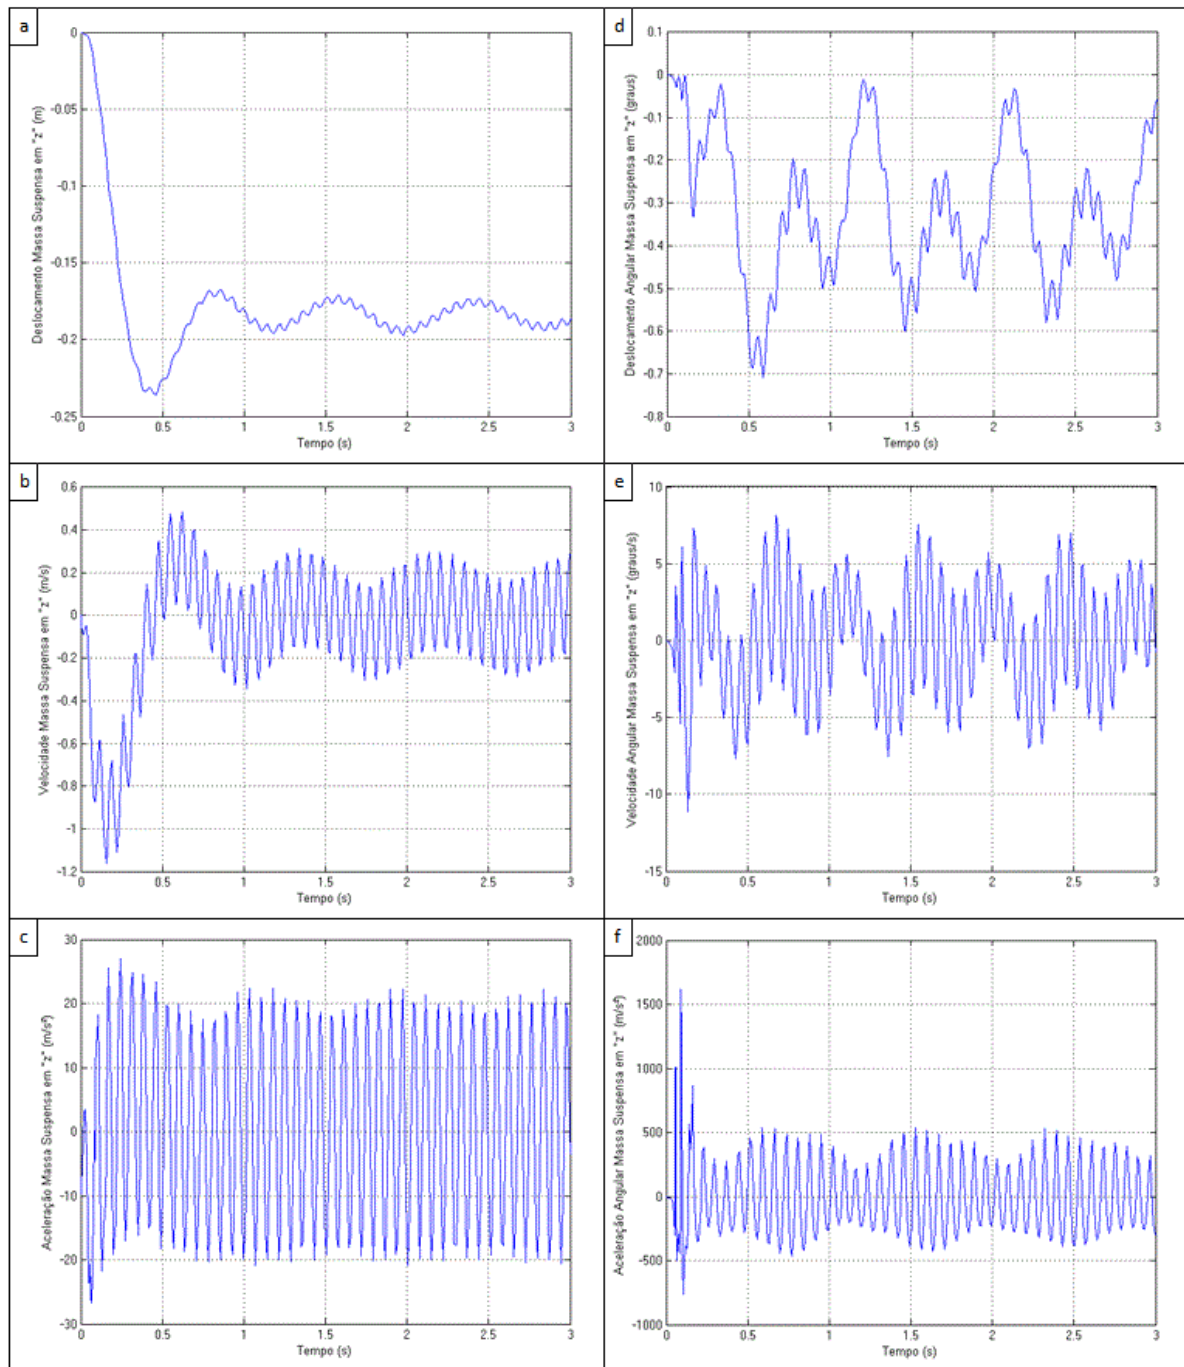 a
0
-0.05
-0.1
-0.15
-0.2
-0.25
0 0.5 1 1.5 2 2.5 3
Tempo (s)
Deslocamento Massa Suspensa em "z" (m)
d
0.1
0
-0.1
-0.2
-0.3
-0.4
-0.5
-0.6
-0.7
-0.8
0 0.5 1 1.5 2 2.5 3
Tempo (s)
Deslocamento Angular Massa Suspensa em "z" (graus)
b
0.6
0.4
0.2
0
-0.2
-0.4
-0.6
-0.8
-1
-1.2
0 0.5 1 1.5 2 2.5 3
Tempo (s)
Velocidade Massa Suspensa em "z" (m/s)
e
10
5
0
-5
-10
-15
0 0.5 1 1.5 2 2.5 3
Tempo (s)
Velocidade Angular Massa Suspensa em "z" (graus/s)
c
30
20
10
0
-10
-20
-30
0 0.5 1 1.5 2 2.5 3
Tempo (s)
Aceleração Massa Suspensa em "z" (m/s²)
f
2000
1500
1000
500
0
-500
-1000
0 0.5 1 1.5 2 2.5 3
Tempo (s)
Aceleração Angular Massa Suspensa em "z" (m/s²)